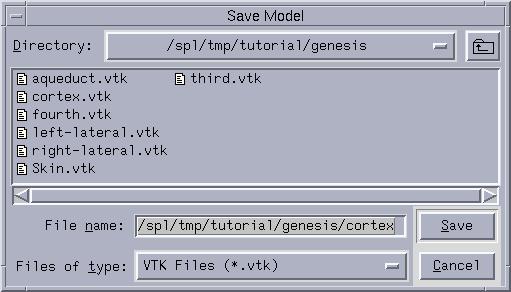 Save Model
Directory: /spl/tmp/tutorial/genesis
aqueduct.vtk third.vtk
cortex.vtk
fourth.vtk
left-lateral.vtk
right-lateral.vtk
Skin.vtk
File name: /spl/tmp/tutorial/genesis/cortex Save
Files of type: VTK Files (*.vtk) Cancel